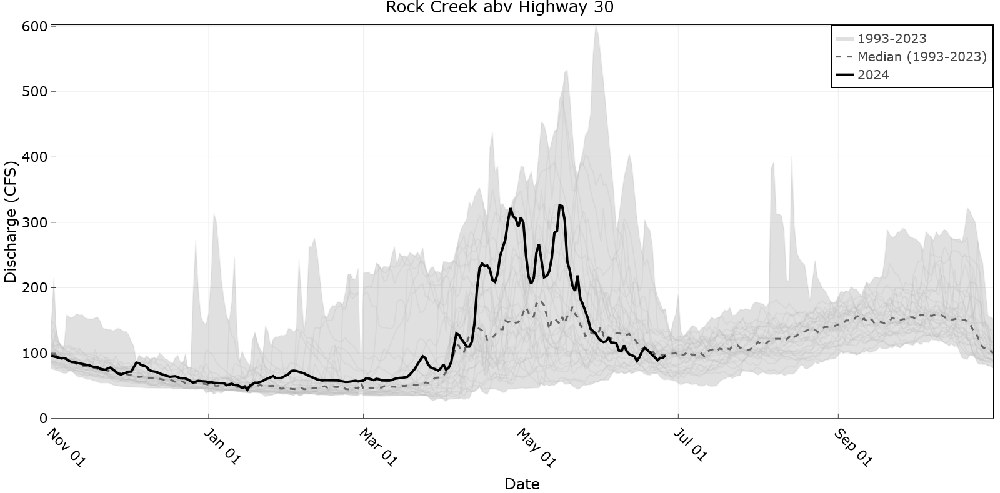 Rock Creek abv Highway 30
600
500
400
300
200
100
0
Discharge (CFS)
1993-2023
Median (1993-2023)
2024
Nov 01
Jan 01
Mar 01
May 01
Jul 01
Sep 01
Date